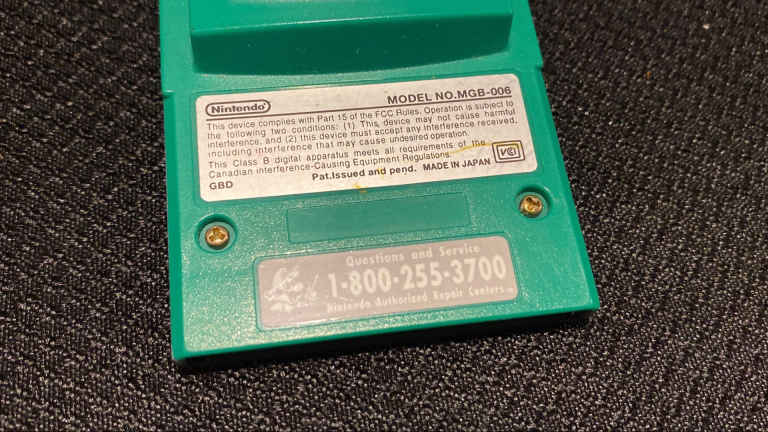 Nintendo
MODEL NO.MGB-006
This device complies with Part 15 of the FCC Rules. Operation is subject to
the following two conditions: (1) This device may not cause harmful
interference, and (2) this device must accept any interference received,
including interference that may cause undesired operation.
This Class B digital apparatus meets all requirements of the
Canadian Interference-Causing Equipment Regulations.
Pat.Issued and pend. MADE IN JAPAN
VCI
GBD
Questions and Service
1-800-255-3700
Nintendo Authorized Repair Centers